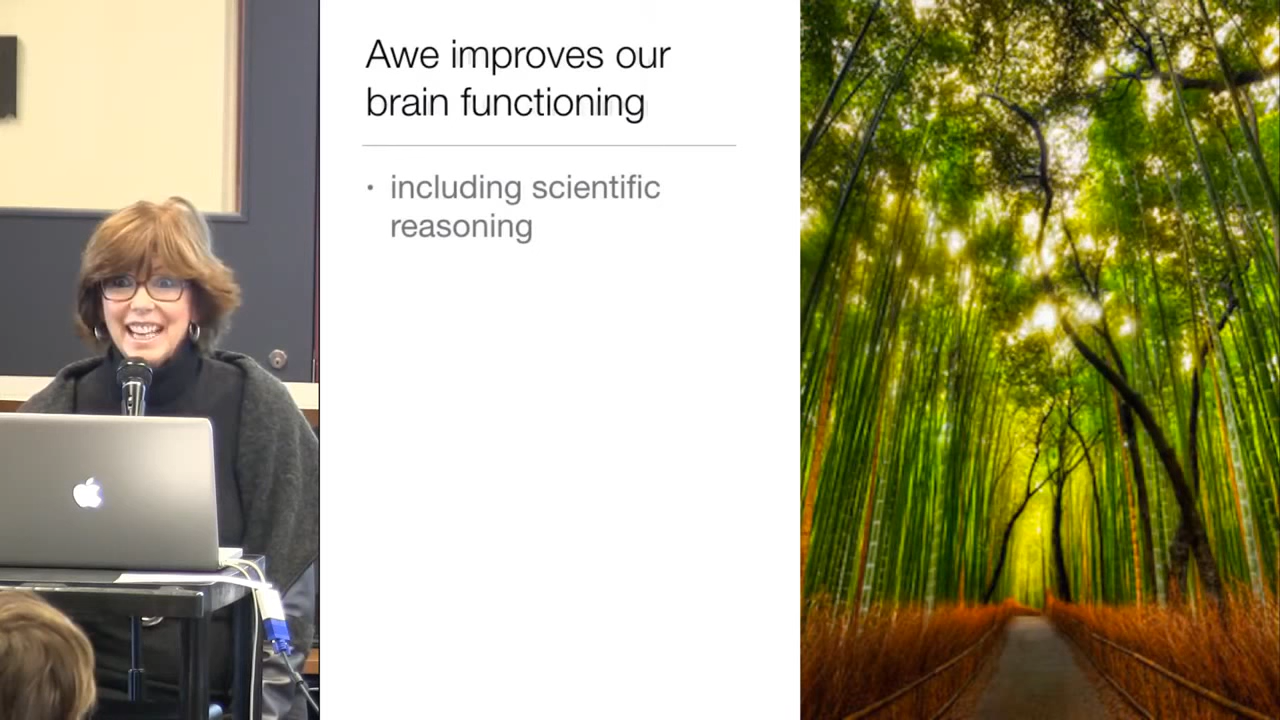 Awe improves our
brain functioning
• including scientific
reasoning